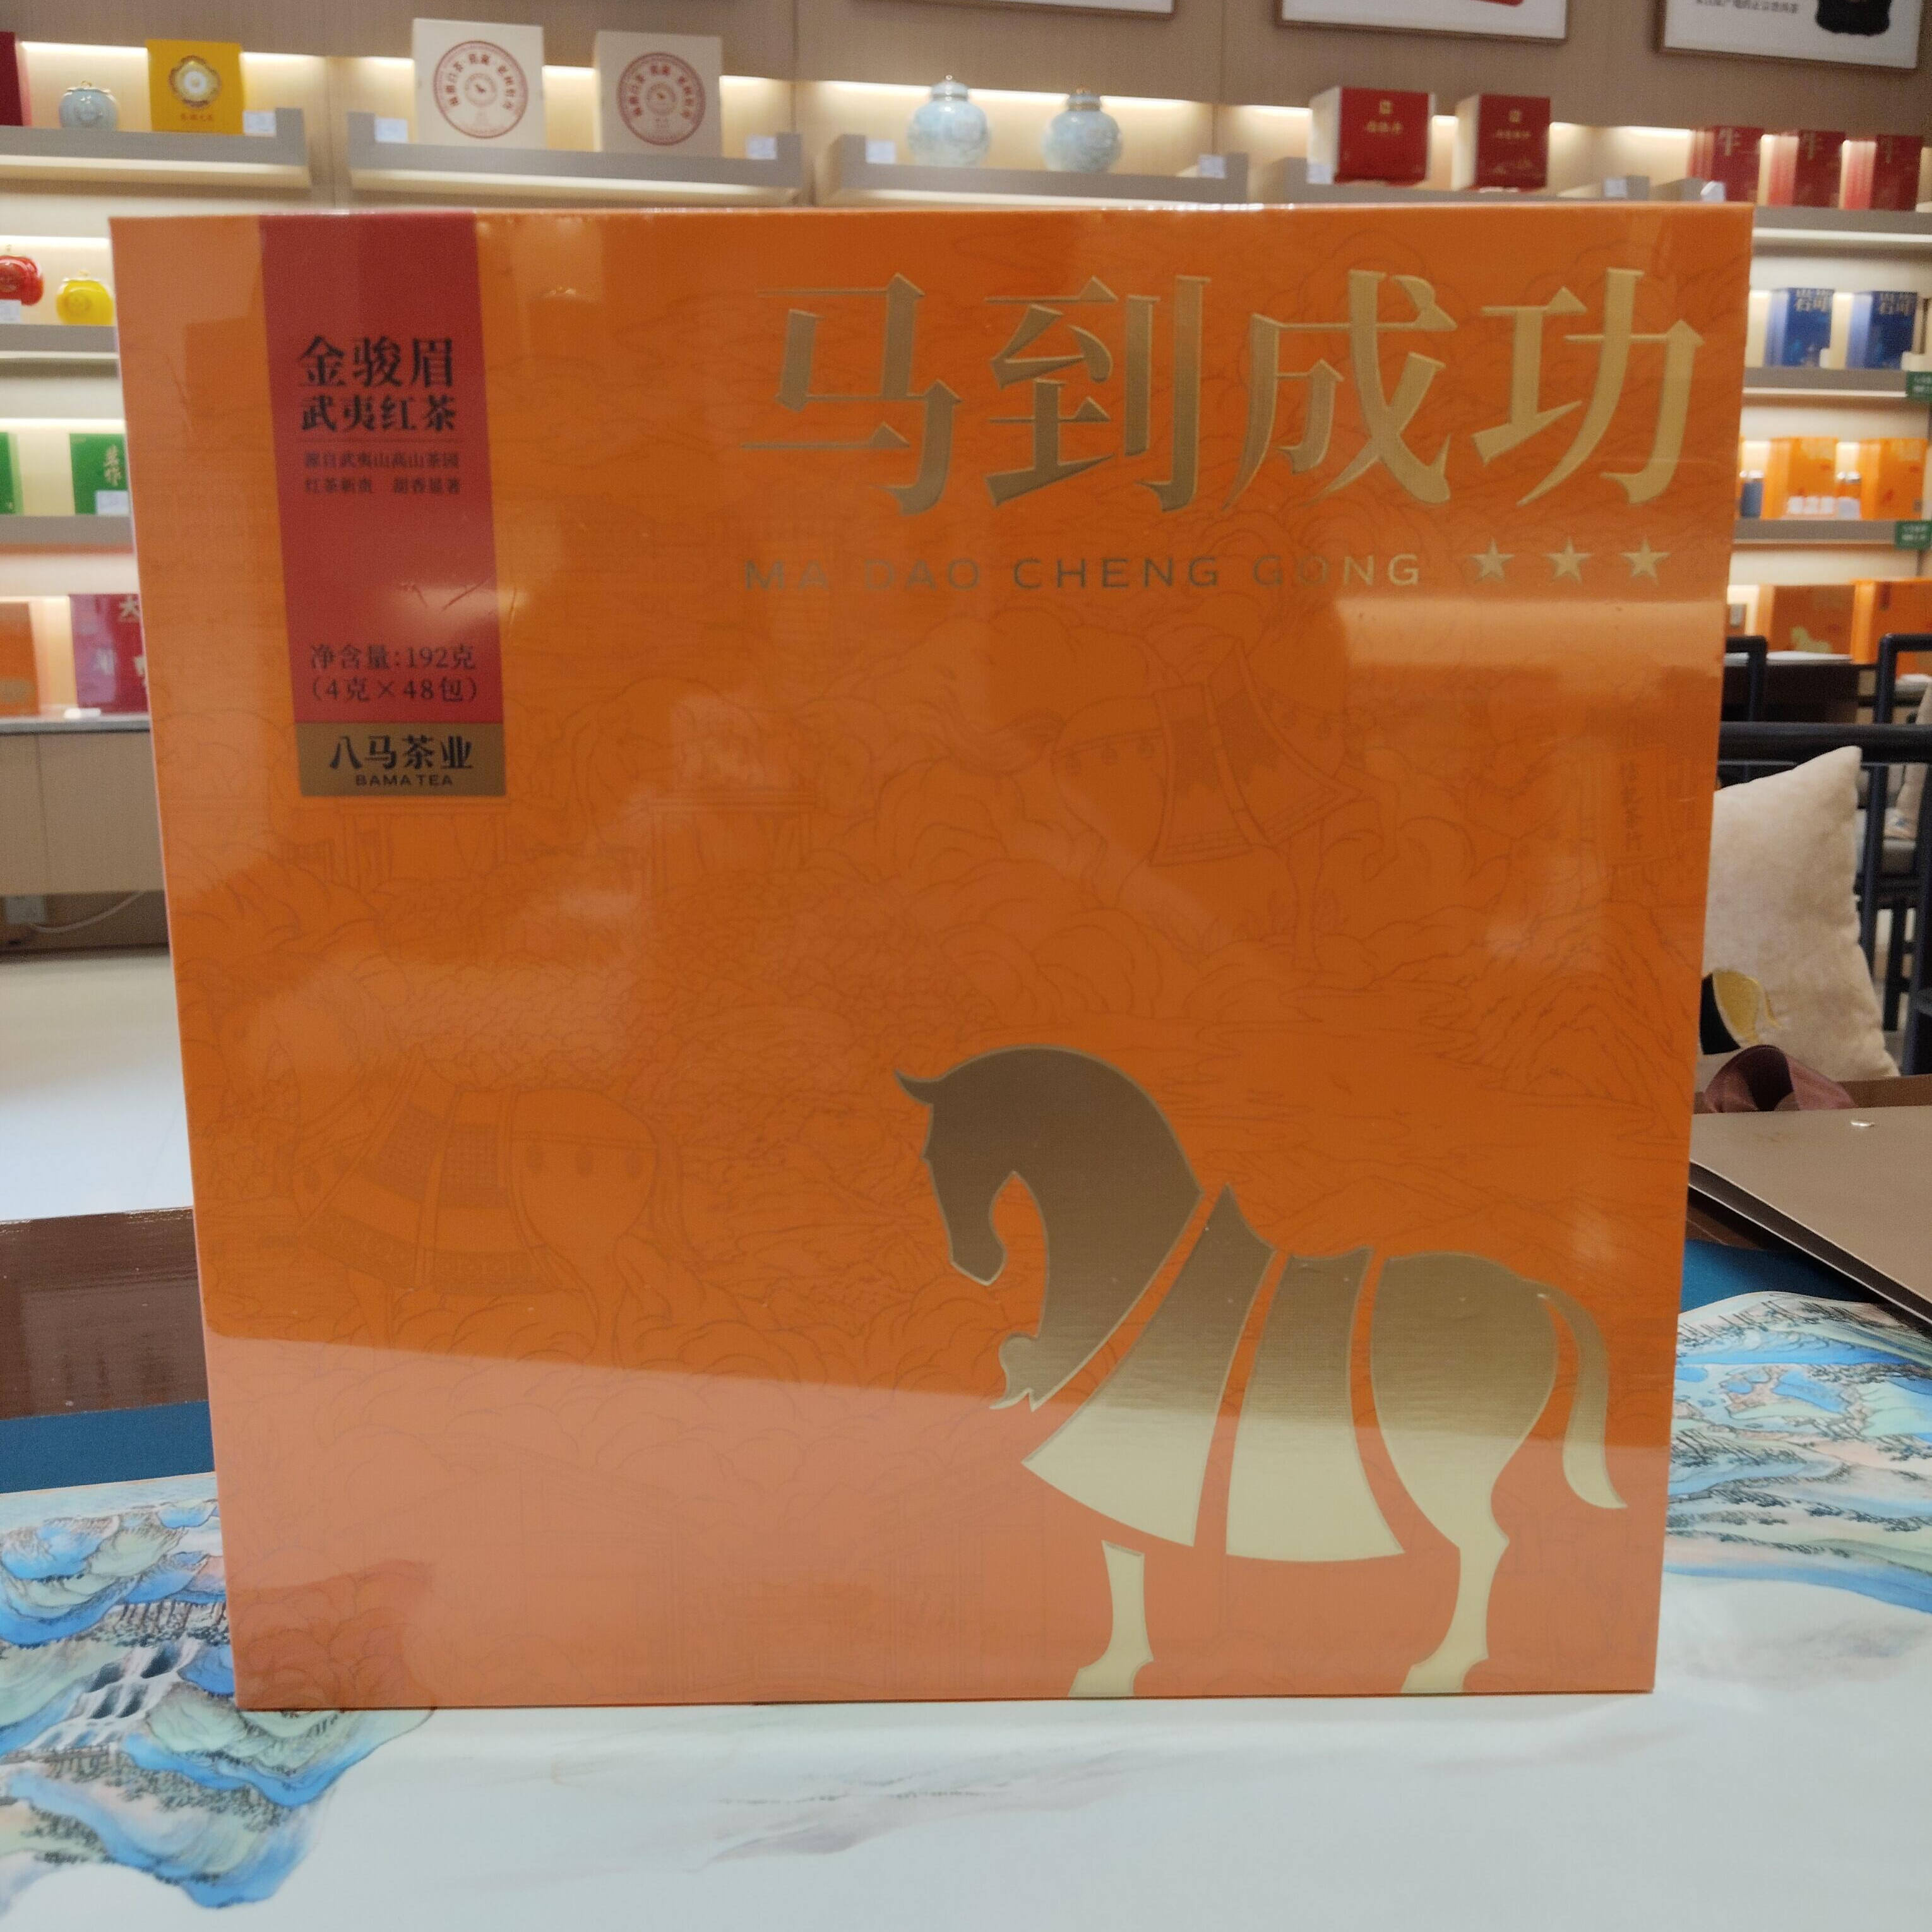 马到成功
MA DAO CHENG GONG
金骏眉
武夷红茶
源自武夷山高山茶园
红茶新贵 甜香显著
净含量:192克
(4克×48包)
八马茶业
BAMA TEA